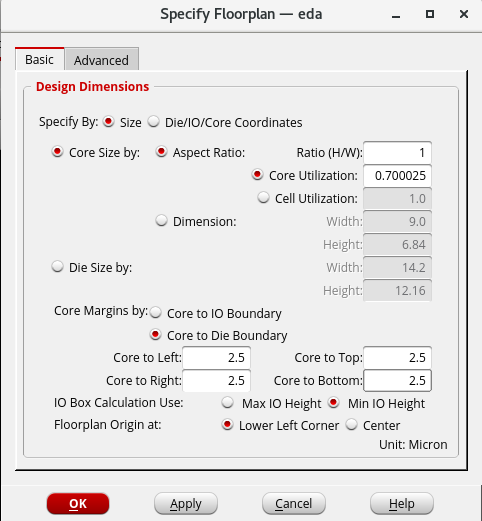 Specify Floorplan — eda
Basic Advanced
Design Dimensions
Specify By: Size Die/IO/Core Coordinates
Core Size by: Aspect Ratio: Ratio (H/W): 1
Core Utilization: 0.700025
Cell Utilization: 1.0
Dimension: Width: 9.0
Height: 6.84
Die Size by: Width: 14.2
Height: 12.16
Core Margins by: Core to IO Boundary
Core to Die Boundary
Core to Left: 2.5 Core to Top: 2.5
Core to Right: 2.5 Core to Bottom: 2.5
IO Box Calculation Use: Max IO Height Min IO Height
Floorplan Origin at: Lower Left Corner Center
Unit: Micron
OK Apply Cancel Help